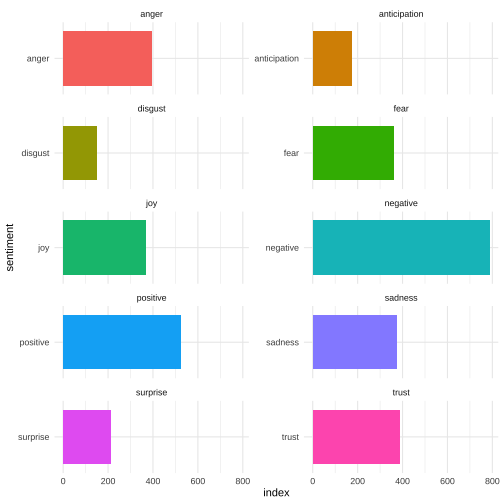 anger anticipation
anger
anticipation
disgust fear
disgust
fear
joy negative
joy
negative
positive sadness
positive
sadness
surprise trust
surprise
trust
0 200 400 600 800 0 200 400 600 800
index
sentiment